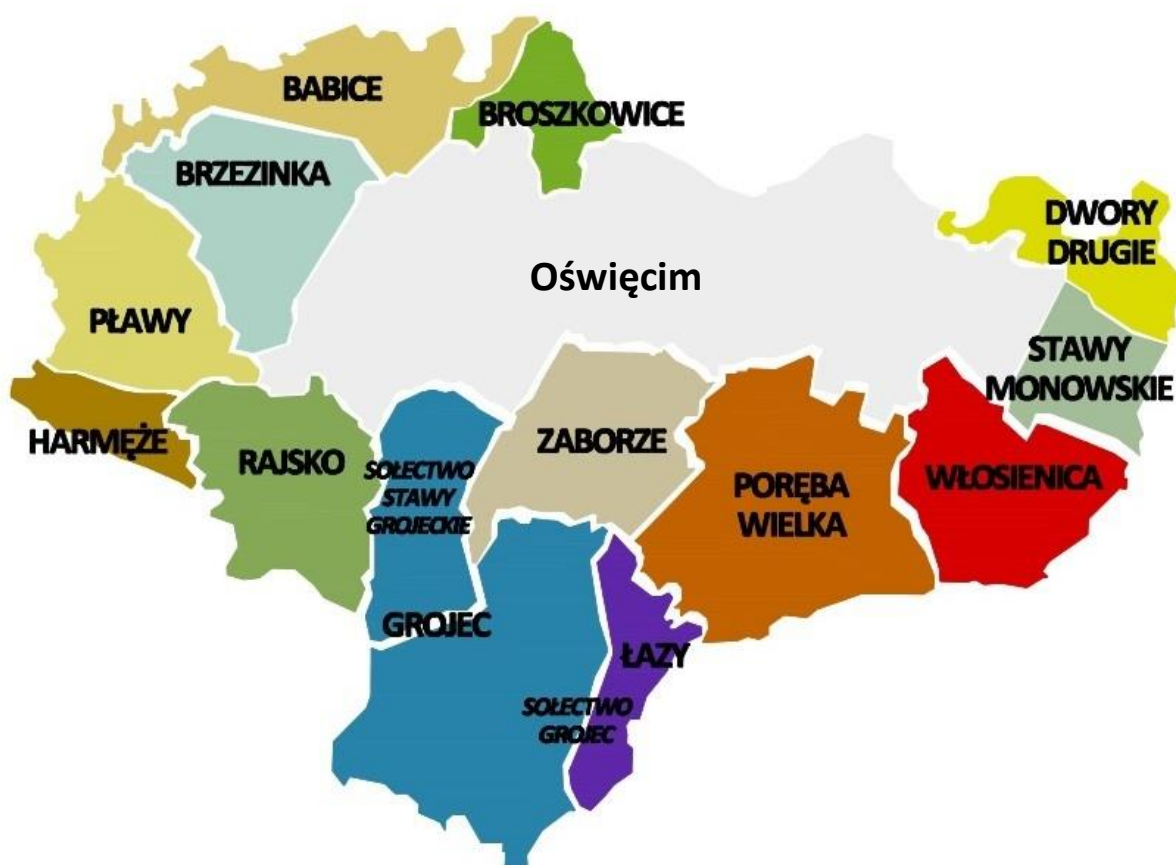 BABICE
BROSZKOWICE
BRZEZINKA
DWORY
DRUGIE
Oświęcim
PŁAWY
STAWY
MONOWSKIE
HARMĘŻE
RAJSKO
SOŁECTWO
STAWY
GROJECKIE
ZABORZE
PORĘBA
WIELKA
WŁOSIENICA
GROJEC
ŁAZY
SOŁECTWO
GROJEC